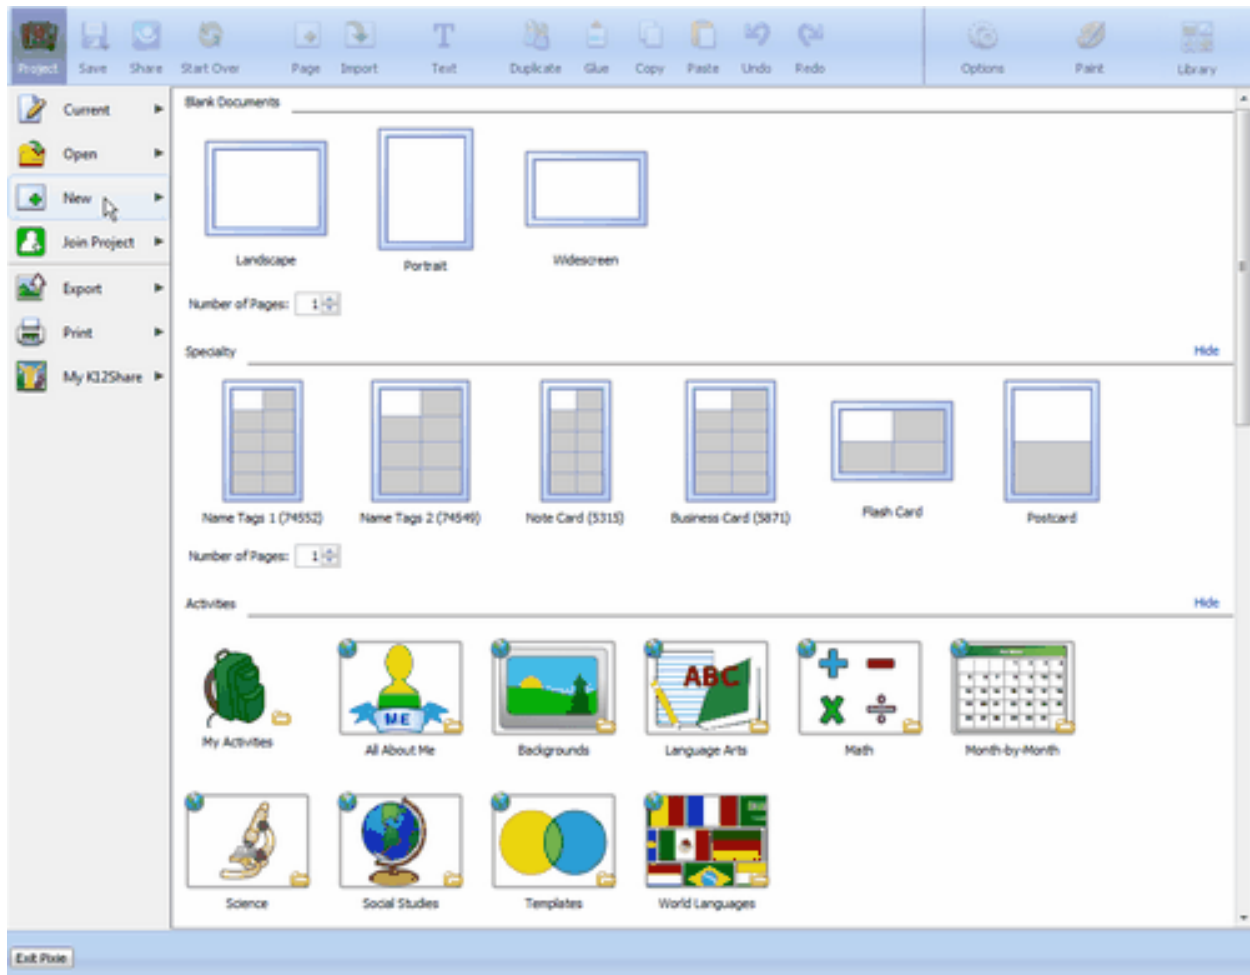 Project Save Share Start Over Page Import Text Duplicate Glue Copy Paste Undo Redo Options Paint Library
Current
Open
New
Join Project
Export
Print
My K12Share
Blank Documents
Landscape Portrait Widescreen
Number of Pages: 1
Specialty Hide
Name Tags 1 (74552) Name Tags 2 (74549) Note Card (5315) Business Card (5871) Flash Card Postcard
Number of Pages: 1
Activities Hide
ME ABC
My Activities All About Me Backgrounds Language Arts Math Month-by-Month
Science Social Studies Templates World Languages
Exit Pixie